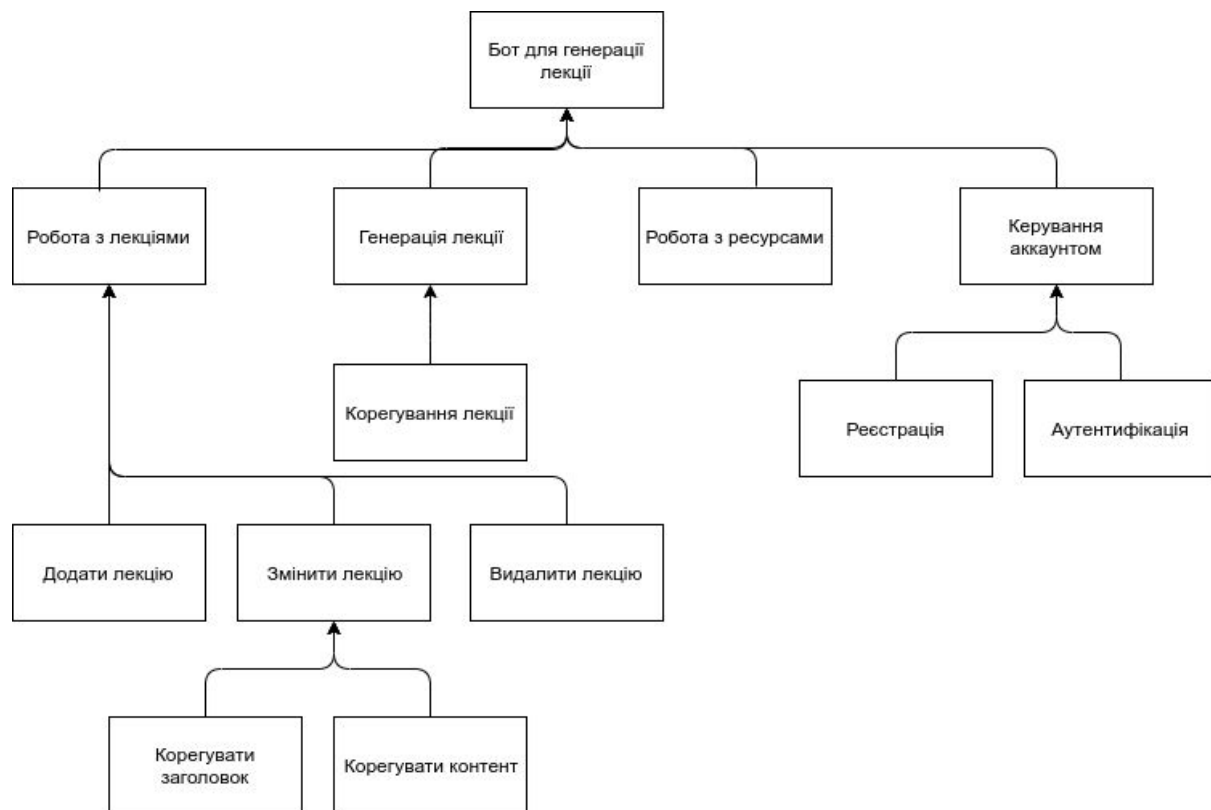 Бот для генерації
лекції
Робота з лекціями
Генерація лекції
Робота з ресурсами
Керування
аккаунтом
Корегування лекції
Реєстрація
Аутентифікація
Додати лекцію
Змінити лекцію
Видалити лекцію
Корегувати
заголовок
Корегувати контент